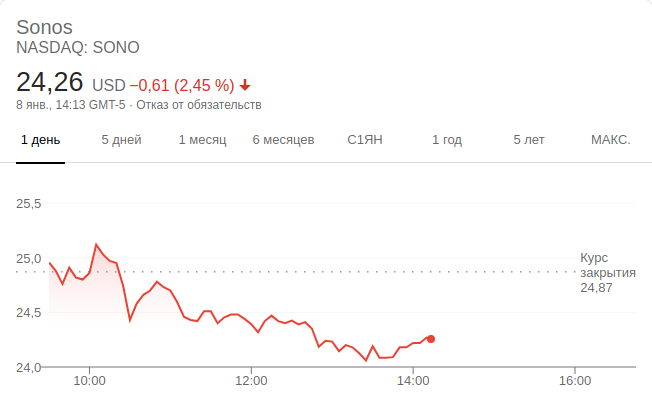 Sonos
NASDAQ: SONO
24,26 USD −0,61 (2,45 %)
8 янв., 14:13 GMT-5 · Отказ от обязательств
1 день 5 дней 1 месяц 6 месяцев С1ЯН 1 год 5 лет МАКС.
25,5
25,0
24,5
24,0
Курс
закрытия
24,87
10:00 12:00 14:00 16:00